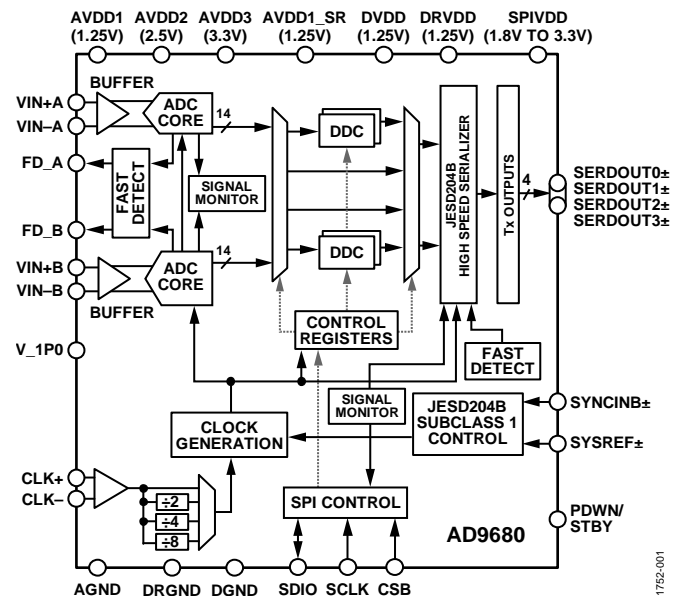 AVDD1 AVDD2 AVDD3 AVDD1_SR DVDD DRVDD SPIVDD
(1.25V) (2.5V) (3.3V) (1.25V) (1.25V) (1.25V) (1.8V TO 3.3V)
BUFFER
VIN+A
VIN–A
ADC
CORE
14
FD_A
FD_B
FAST
DETECT
SIGNAL
MONITOR
VIN+B
VIN–B
ADC
CORE
14
BUFFER
DDC
DDC
JESD204B
HIGH SPEED SERIALIZER
Tx OUTPUTS
4
SERDOUT0±
SERDOUT1±
SERDOUT2±
SERDOUT3±
CONTROL
REGISTERS
V_1P0
FAST
DETECT
SIGNAL
MONITOR
CLOCK
GENERATION
JESD204B
SUBCLASS 1
CONTROL
SYNCINB±
SYSREF±
CLK+
CLK–
÷2
÷4
÷8
SPI CONTROL
PDWN/
STBY
AD9680
AGND DRGND DGND SDIO SCLK CSB
1752-001